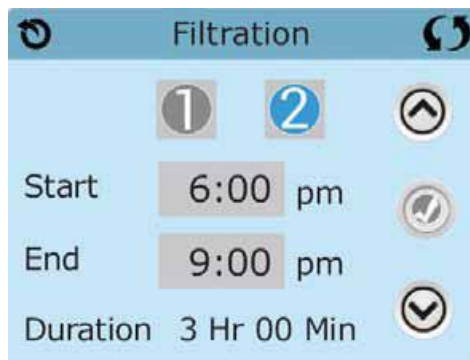 Filtration
1 2
Start 6:00 pm
End 9:00 pm
Duration 3 Hr 00 Min